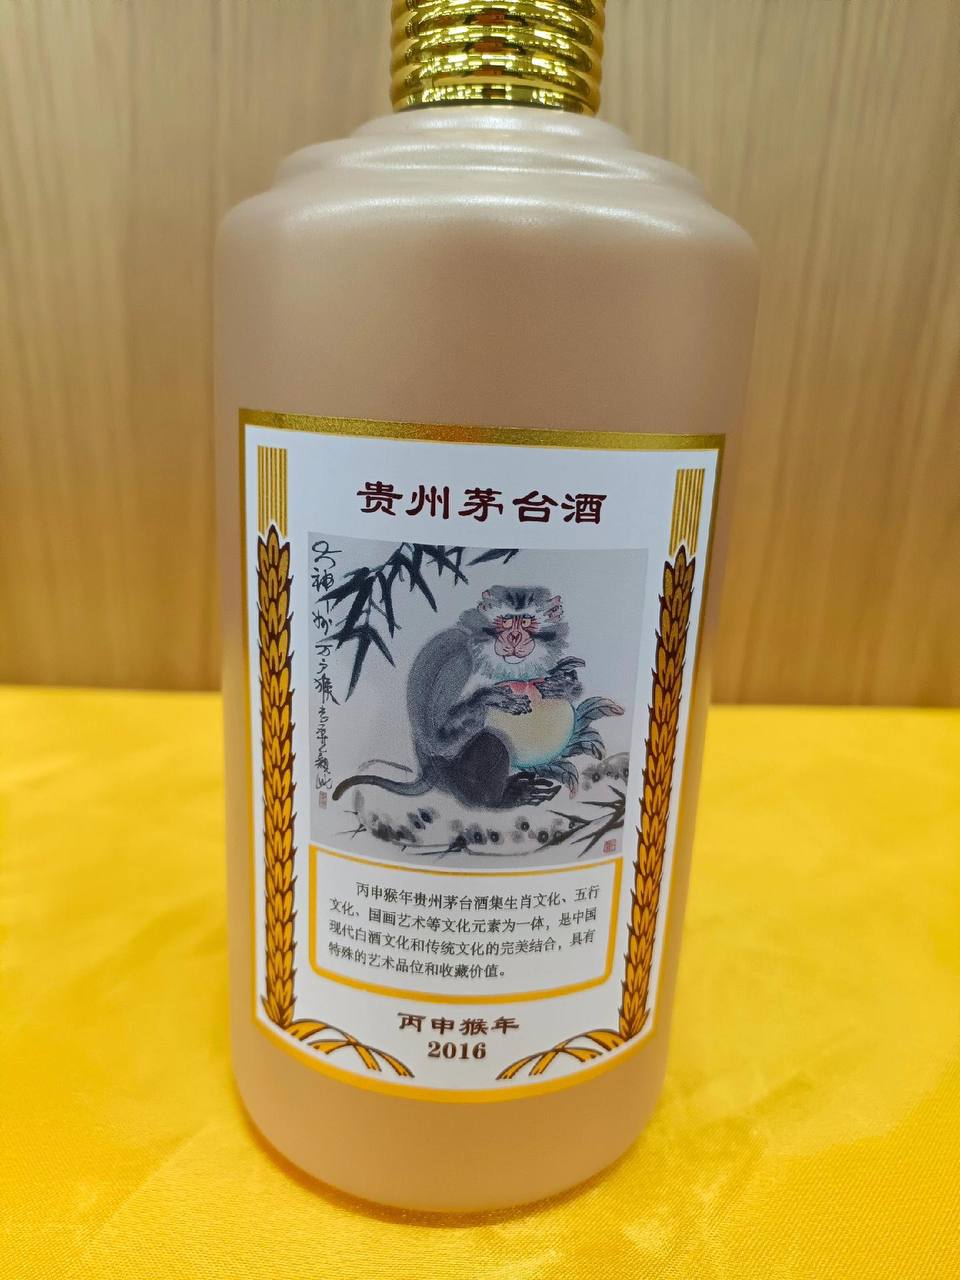 贵州茅台酒
丙申猴年贵州茅台酒集生肖文化、五行
文化、国画艺术等文化元素为一体，是中国
现代白酒文化和传统文化的完美结合，具有
特殊的艺术品位和收藏价值。
丙申猴年
2016